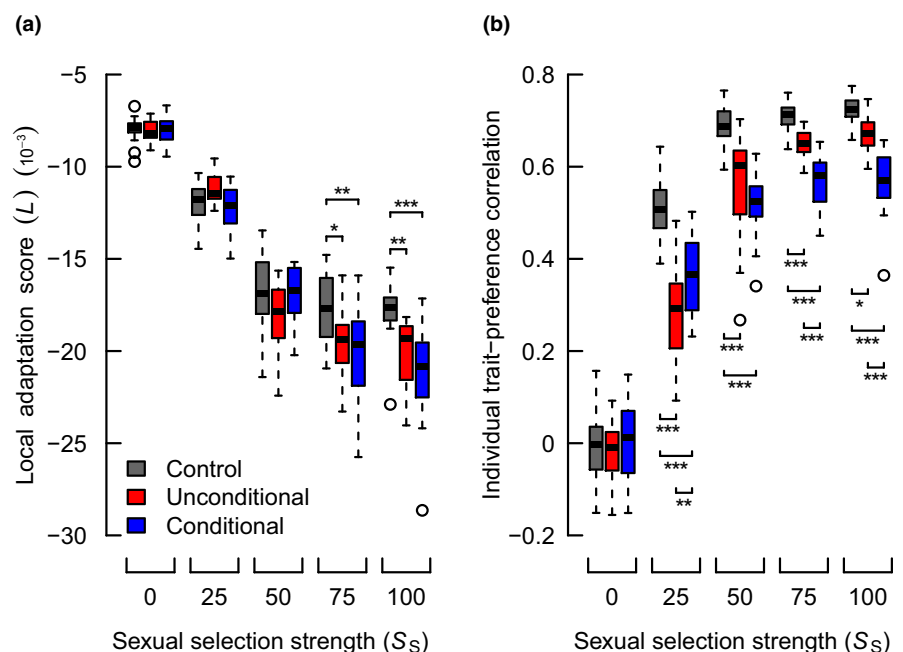 (a)
Local adaptation score (L) (10⁻³)
−5
−10
−15
−20
−25
−30
** 
*
***
**
Control
Unconditional
Conditional
0 25 50 75 100
Sexual selection strength (S_S)
(b)
Individual trait−preference correlation
0.8
0.6
0.4
0.2
0
−0.2
***
***
**
***
***
***
***
***
*
***
***
0 25 50 75 100
Sexual selection strength (S_S)